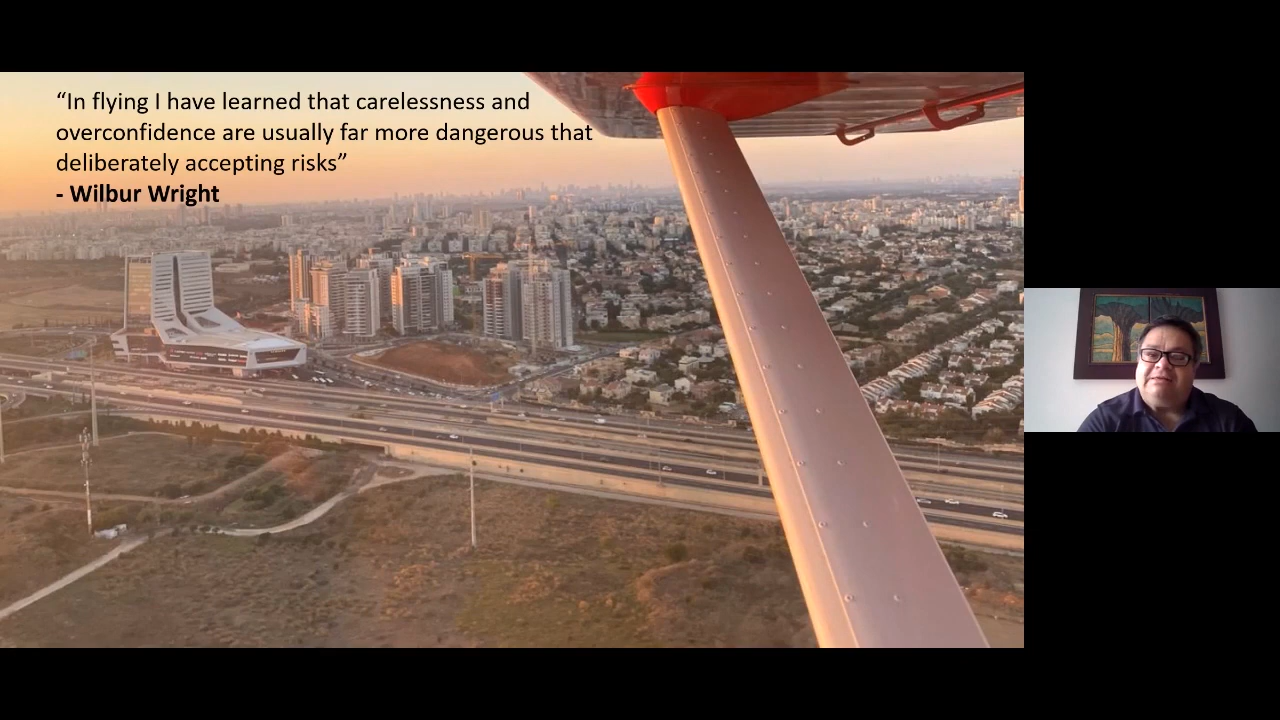 “In flying I have learned that carelessness and
overconfidence are usually far more dangerous that
deliberately accepting risks”
- Wilbur Wright